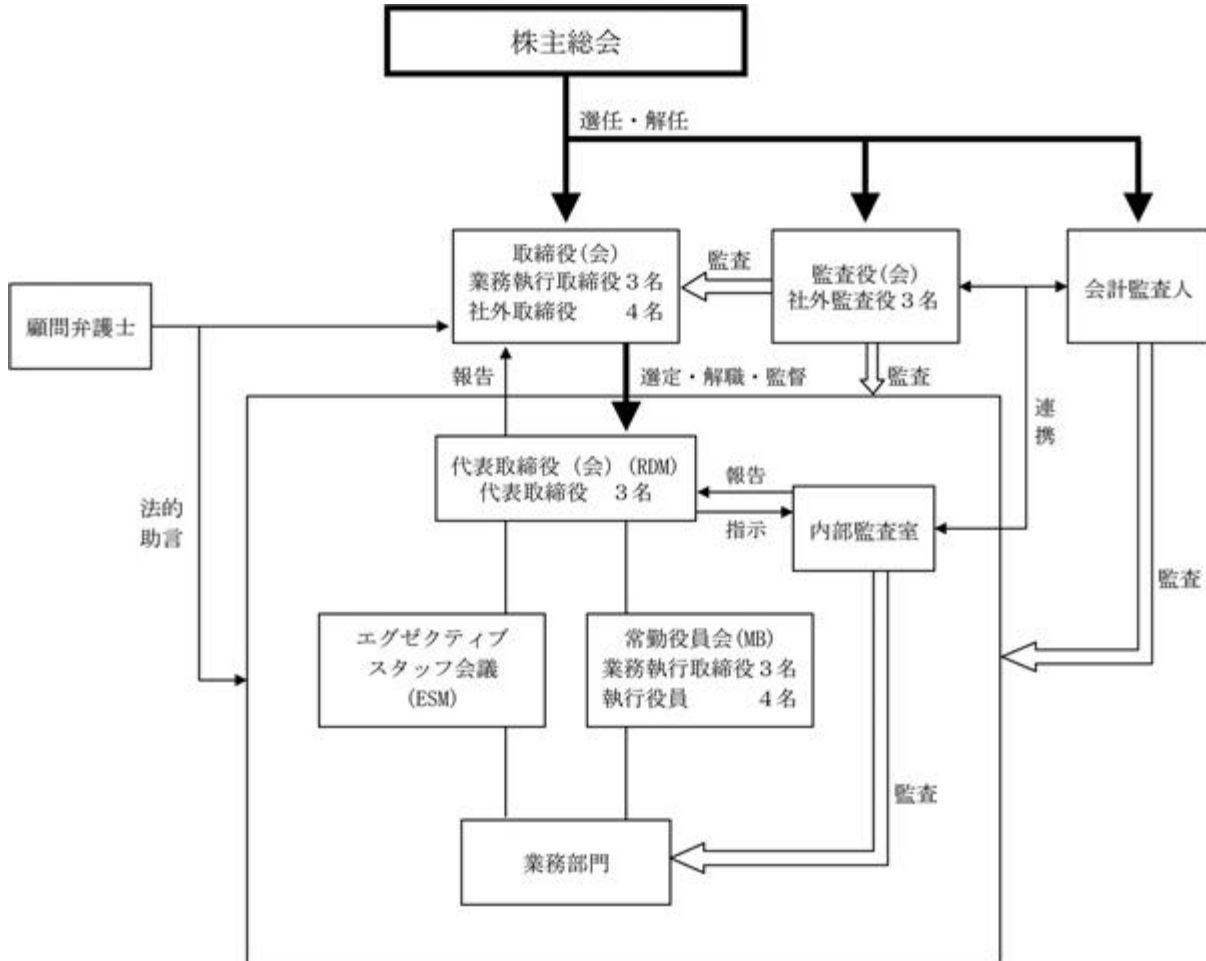 株主総会
選任・解任
取締役(会)
業務執行取締役3名
社外取締役 4名
監査
監査役(会)
社外監査役3名
会計監査人
顧問弁護士
報告
選定・解職・監督
監査
連携
代表取締役 (会) (RDM)
代表取締役 3名
報告
指示
内部監査室
法的
助言
監査
エグゼクティブ
スタッフ会議
(ESM)
常勤役員会(MB)
業務執行取締役3名
執行役員 4名
監査
業務部門